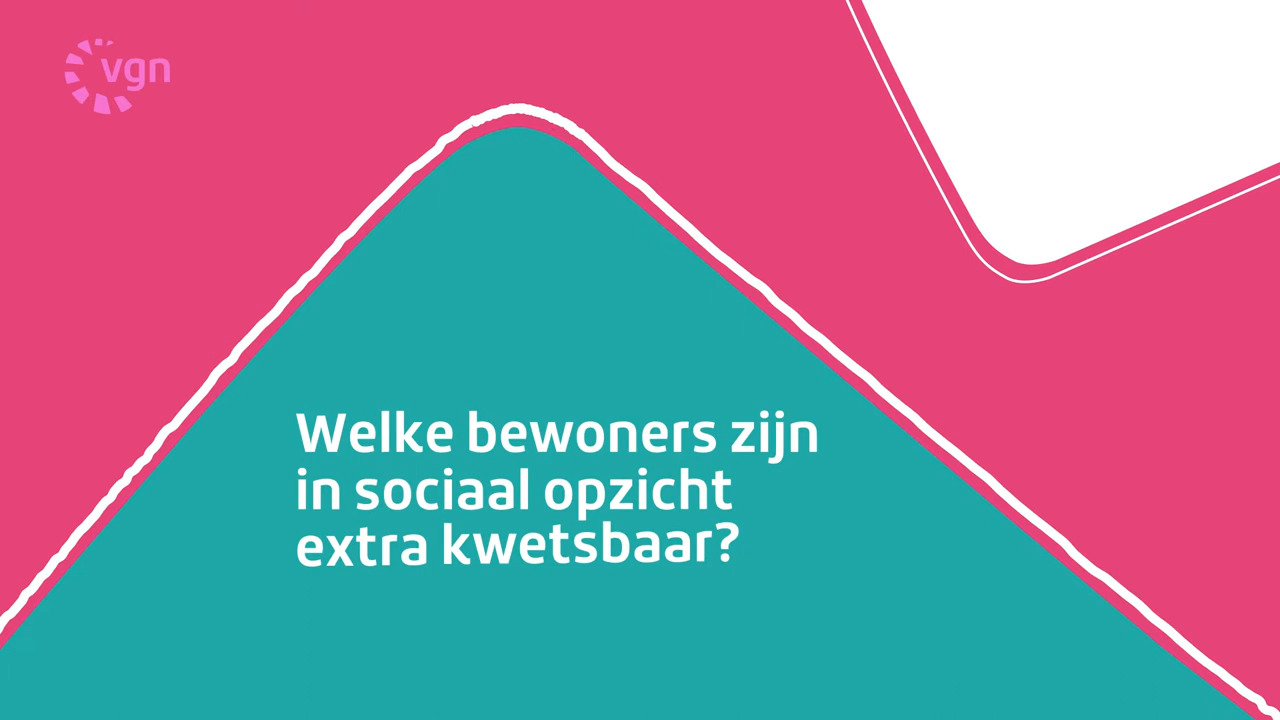 vgn
Welke bewoners zijn
in sociaal opzicht
extra kwetsbaar?